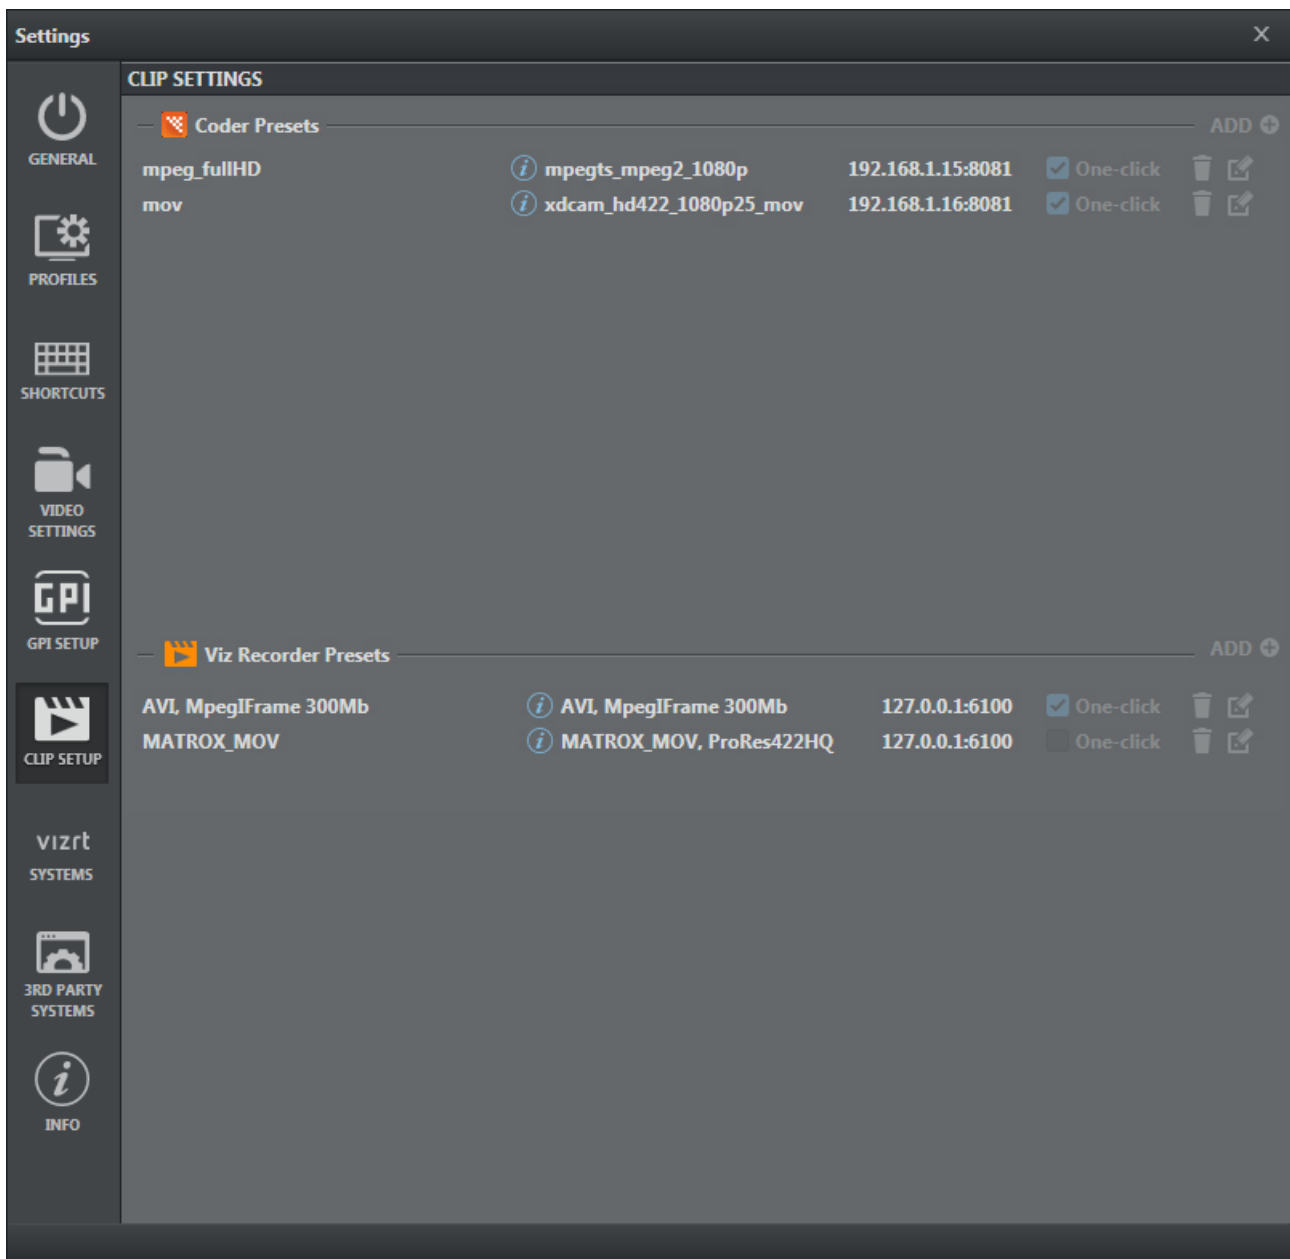 Settings
X
CLIP SETTINGS
GENERAL
PROFILES
SHORTCUTS
VIDEO
SETTINGS
GPI
GPI SETUP
CLIP SETUP
vizrt
SYSTEMS
3RD PARTY
SYSTEMS
i
INFO
Coder Presets ADD
mpeg_fullHD i mpegts_mpeg2_1080p 192.168.1.15:8081 One-click
mov i xdcam_hd422_1080p25_mov 192.168.1.16:8081 One-click
Viz Recorder Presets ADD
AVI, MpegIFrame 300Mb i AVI, MpegIFrame 300Mb 127.0.0.1:6100 One-click
MATROX_MOV i MATROX_MOV, ProRes422HQ 127.0.0.1:6100 One-click